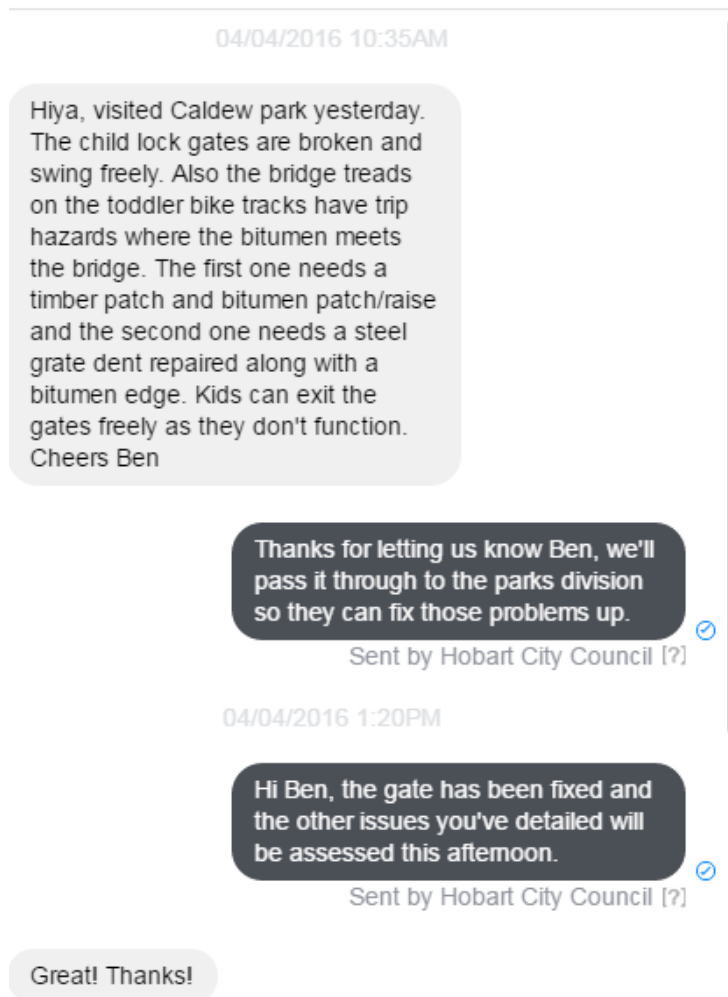 04/04/2016 10:35AM
Hiya, visited Caldew park yesterday.
The child lock gates are broken and
swing freely. Also the bridge treads
on the toddler bike tracks have trip
hazards where the bitumen meets
the bridge. The first one needs a
timber patch and bitumen patch/raise
and the second one needs a steel
grate dent repaired along with a
bitumen edge. Kids can exit the
gates freely as they don't function.
Cheers Ben
Thanks for letting us know Ben, we'll
pass it through to the parks division
so they can fix those problems up.
Sent by Hobart City Council [?]
04/04/2016 1:20PM
Hi Ben, the gate has been fixed and
the other issues you've detailed will
be assessed this afternoon.
Sent by Hobart City Council [?]
Great! Thanks!